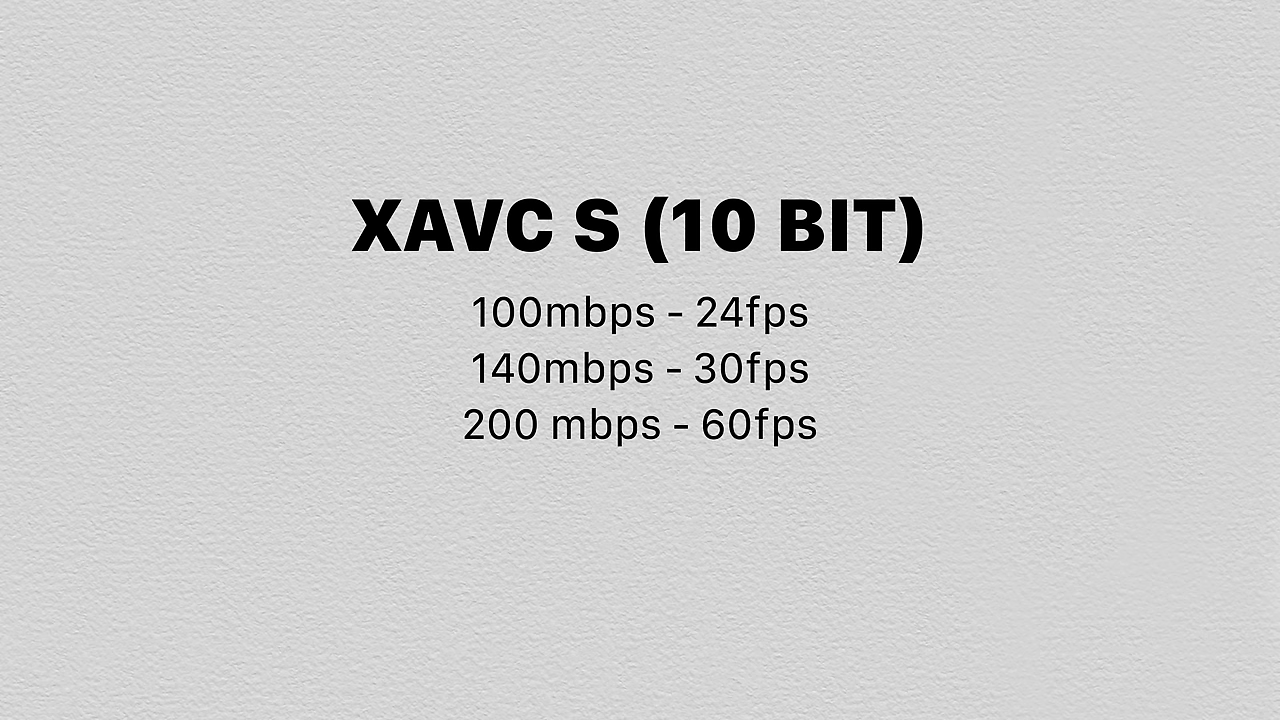 XAVC S (10 BIT)
100mbps - 24fps
140mbps - 30fps
200 mbps - 60fps